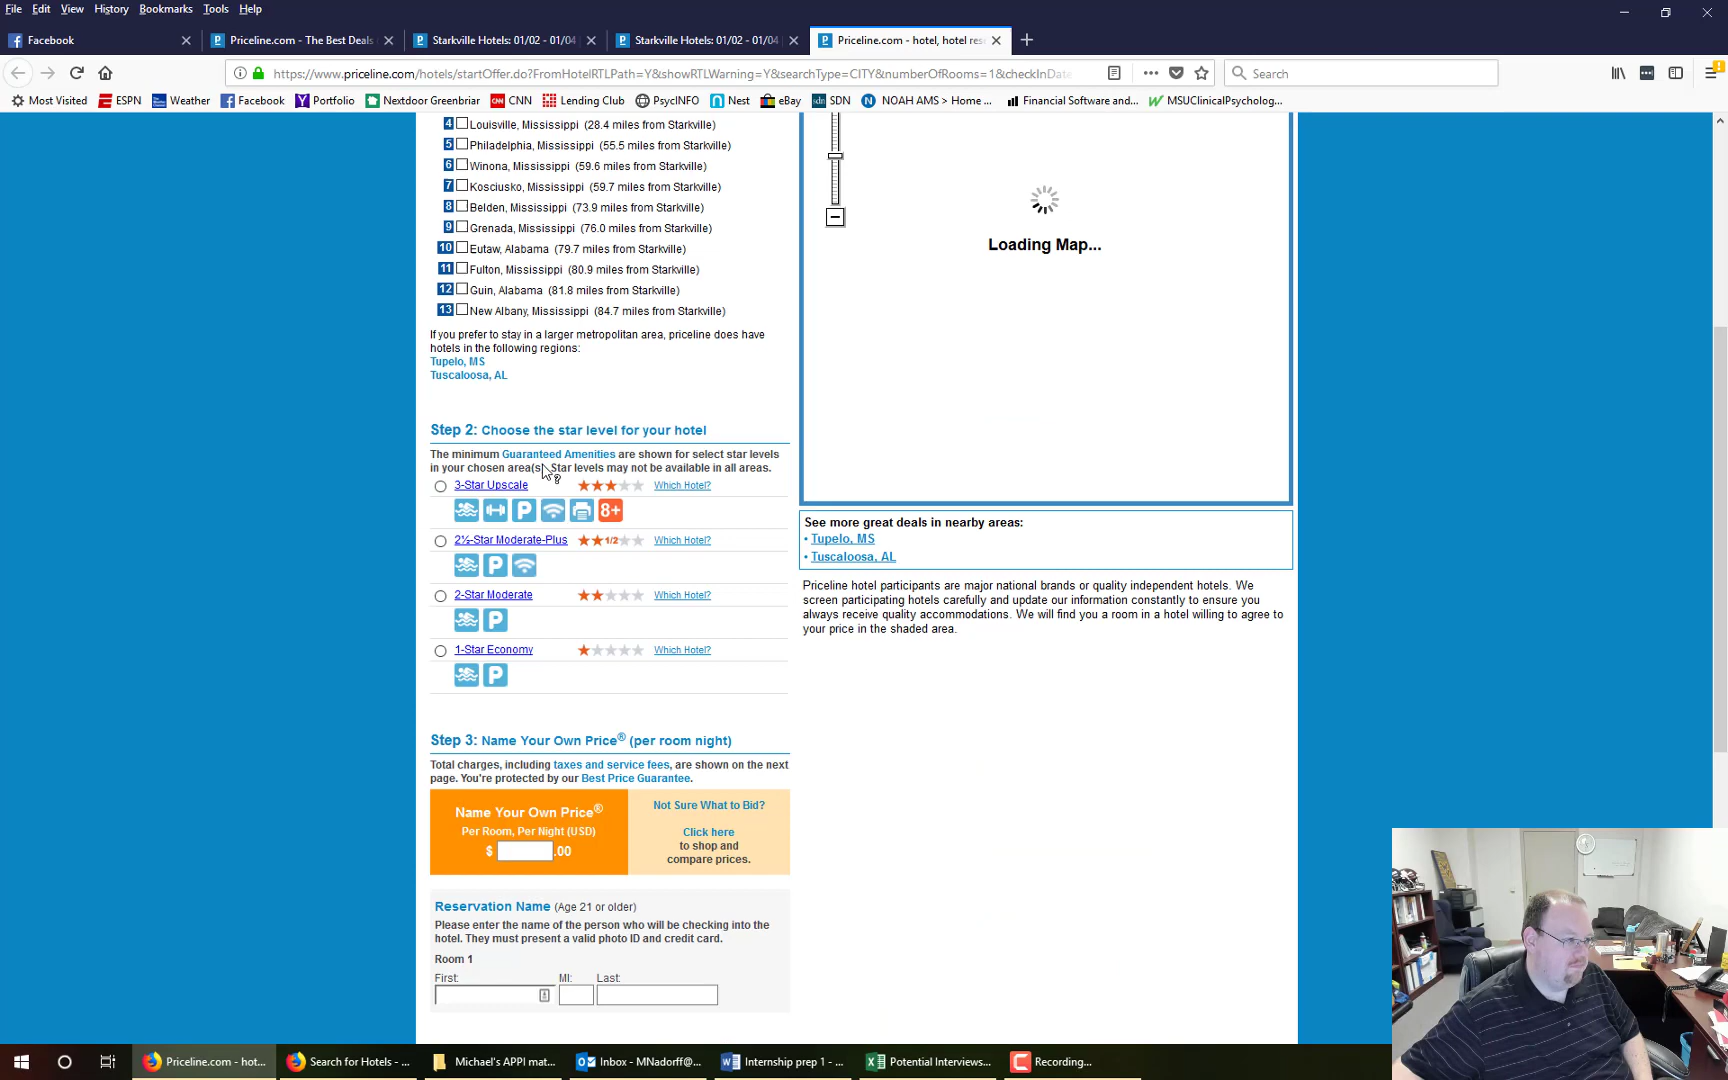 File Edit View History Bookmarks Tools Help
Facebook
Priceline.com - The Best Deals
Starkville Hotels: 01/02 - 01/04
Starkville Hotels: 01/02 - 01/04
Priceline.com - hotel, hotel res
https://www.priceline.com/hotels/startOffer.do?FromHotelRTLPath=Y&showRTLWarning=Y&searchType=CITY&numberOfRooms=1&checkInDate
Search
Most Visited ESPN Weather Facebook Portfolio Nextdoor Greenbriar CNN Lending Club PsycINFO Nest eBay SDN NOAH AMS > Home ... Financial Software and... MSUClinicalPsycholog...
4 Louisville, Mississippi (28.4 miles from Starkville)
5 Philadelphia, Mississippi (55.5 miles from Starkville)
6 Winona, Mississippi (59.6 miles from Starkville)
7 Kosciusko, Mississippi (59.7 miles from Starkville)
8 Belden, Mississippi (73.9 miles from Starkville)
9 Grenada, Mississippi (76.0 miles from Starkville)
10 Eutaw, Alabama (79.7 miles from Starkville)
11 Fulton, Mississippi (80.9 miles from Starkville)
12 Guin, Alabama (81.8 miles from Starkville)
13 New Albany, Mississippi (84.7 miles from Starkville)
If you prefer to stay in a larger metropolitan area, priceline does have
hotels in the following regions:
Tupelo, MS
Tuscaloosa, AL
Step 2: Choose the star level for your hotel
The minimum Guaranteed Amenities are shown for select star levels
in your chosen area(s). Star levels may not be available in all areas.
3-Star Upscale Which Hotel?
P 8+
2½-Star Moderate-Plus 1/2 Which Hotel?
P
2-Star Moderate Which Hotel?
P
1-Star Economy Which Hotel?
P
Step 3: Name Your Own Price® (per room night)
Total charges, including taxes and service fees, are shown on the next
page. You're protected by our Best Price Guarantee.
Name Your Own Price®
Per Room, Per Night (USD)
$ .00
Not Sure What to Bid?
Click here
to shop and
compare prices.
Reservation Name (Age 21 or older)
Please enter the name of the person who will be checking into the
hotel. They must present a valid photo ID and credit card.
Room 1
First: MI: Last:
Loading Map...
See more great deals in nearby areas:
• Tupelo, MS
• Tuscaloosa, AL
Priceline hotel participants are major national brands or quality independent hotels. We
screen participating hotels carefully and update our information constantly to ensure you
always receive quality accommodations. We will find you a room in a hotel willing to agree to
your price in the shaded area.
Priceline.com - hot...
Search for Hotels - ...
Michael's APPI mat...
Inbox - MNadorff@...
Internship prep 1 - ...
Potential Interviews...
Recording...